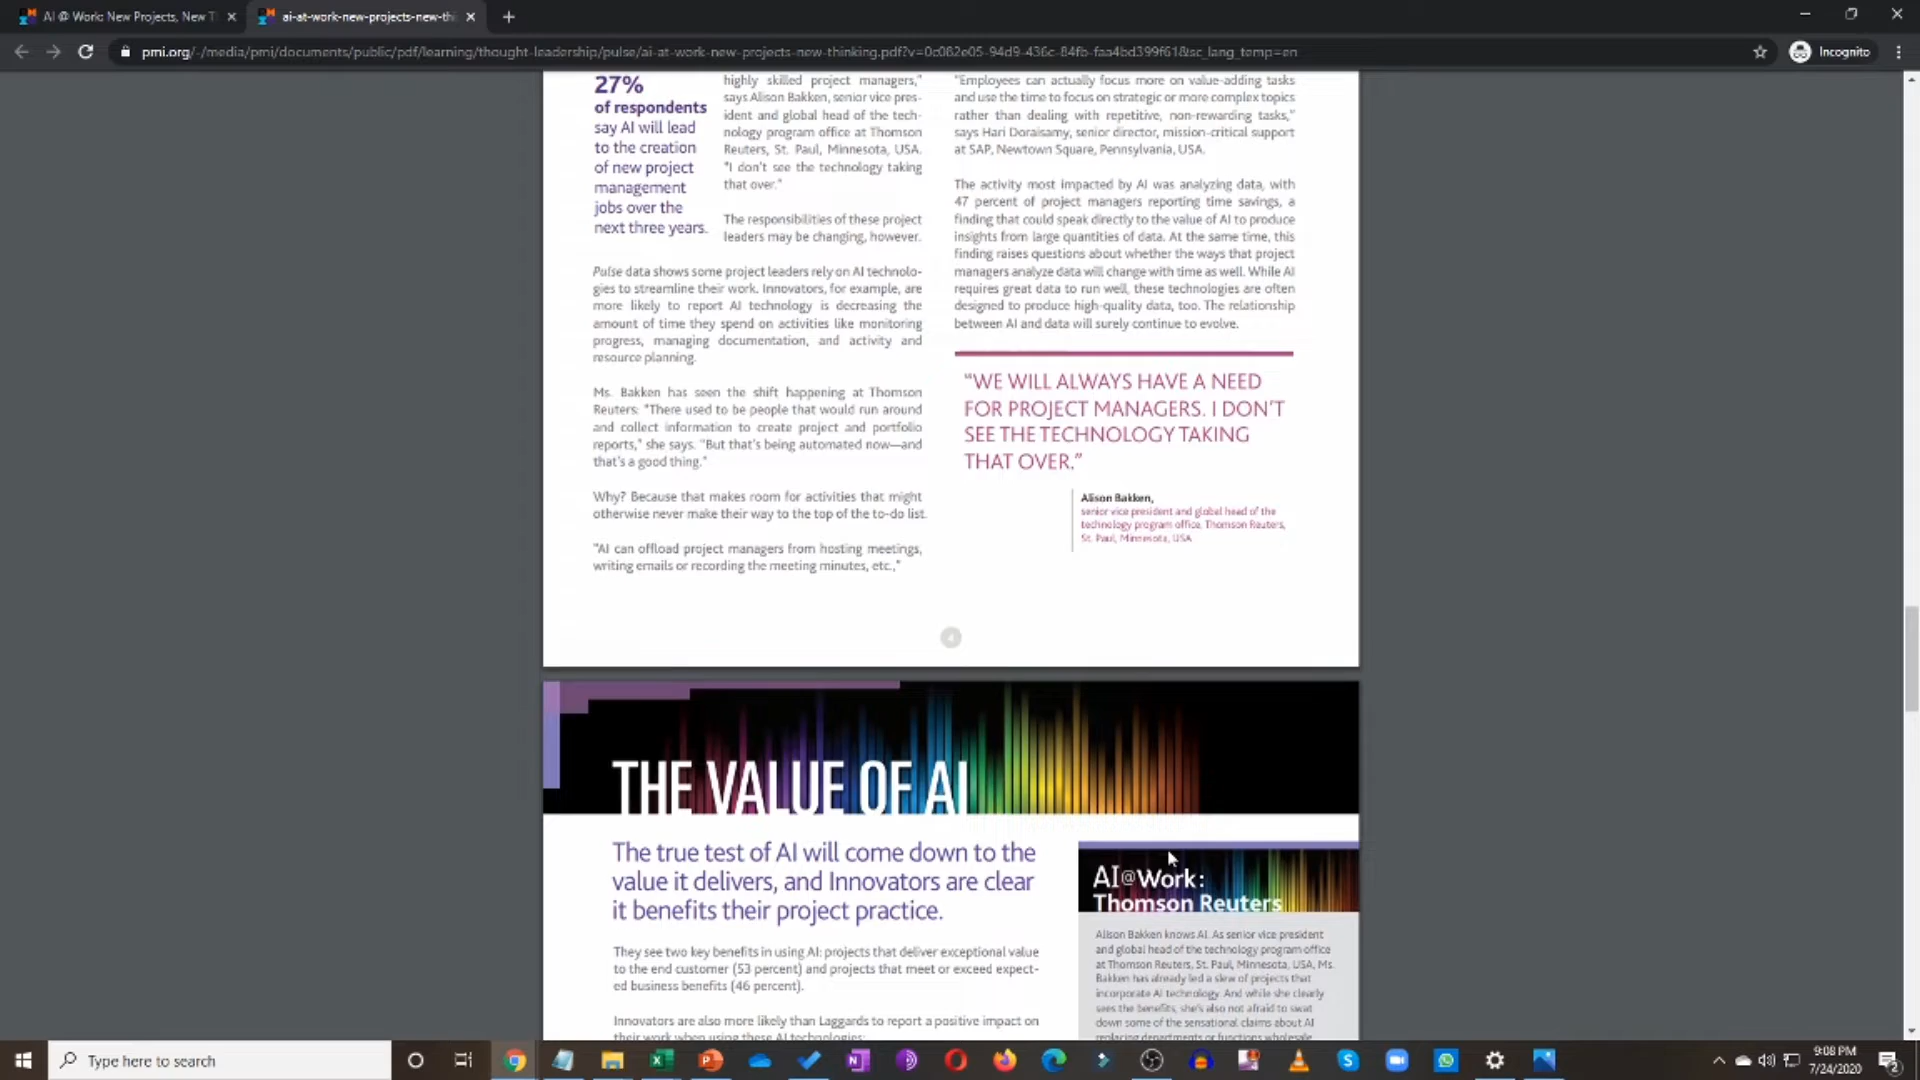 AI @ Work: New Projects, New T
ai-at-work-new-projects-new-thi
pmi.org/-/media/pmi/documents/public/pdf/learning/thought-leadership/pulse/ai-at-work-new-projects-new-thinking.pdf?v=0c082e05-94d9-436c-84fb-faa4bd399f61&sc_lang_temp=en
Incognito
27%
of respondents
say AI will lead
to the creation
of new project
management
jobs over the
next three years.
highly skilled project managers,"
says Alison Bakken, senior vice pres-
ident and global head of the tech-
nology program office at Thomson
Reuters, St. Paul, Minnesota, USA.
"I don't see the technology taking
that over."
The responsibilities of these project
leaders may be changing, however.
Pulse data shows some project leaders rely on AI technolo-
gies to streamline their work. Innovators, for example, are
more likely to report AI technology is decreasing the
amount of time they spend on activities like monitoring
progress, managing documentation, and activity and
resource planning.
Ms. Bakken has seen the shift happening at Thomson
Reuters: "There used to be people that would run around
and collect information to create project and portfolio
reports," she says. "But that's being automated now—and
that's a good thing."
Why? Because that makes room for activities that might
otherwise never make their way to the top of the to-do list.
"AI can offload project managers from hosting meetings,
writing emails or recording the meeting minutes, etc.,"
"Employees can actually focus more on value-adding tasks
and use the time to focus on strategic or more complex topics
rather than dealing with repetitive, non-rewarding tasks,"
says Hari Doraisamy, senior director, mission-critical support
at SAP, Newtown Square, Pennsylvania, USA.
The activity most impacted by AI was analyzing data, with
47 percent of project managers reporting time savings, a
finding that could speak directly to the value of AI to produce
insights from large quantities of data. At the same time, this
finding raises questions about whether the ways that project
managers analyze data will change with time as well. While AI
requires great data to run well, these technologies are often
designed to produce high-quality data, too. The relationship
between AI and data will surely continue to evolve.
"WE WILL ALWAYS HAVE A NEED
FOR PROJECT MANAGERS. I DON'T
SEE THE TECHNOLOGY TAKING
THAT OVER."
Alison Bakken,
senior vice president and global head of the
technology program office, Thomson Reuters,
St. Paul, Minnesota, USA
4
THE VALUE OF AI
The true test of AI will come down to the
value it delivers, and Innovators are clear
it benefits their project practice.
They see two key benefits in using AI: projects that deliver exceptional value
to the end customer (53 percent) and projects that meet or exceed expect-
ed business benefits (46 percent).
Innovators are also more likely than Laggards to report a positive impact on
their work when using these AI technologies:
AI@Work:
Thomson Reuters
Alison Bakken knows AI. As senior vice president
and global head of the technology program office
at Thomson Reuters, St. Paul, Minnesota, USA, Ms.
Bakken has already led a slew of projects that
incorporate AI technology. And while she clearly
sees the benefits, she's also not afraid to swat
down some of the sensational claims about AI
replacing departments or functions wholesale.
Type here to search
9:08 PM
7/24/2020
2